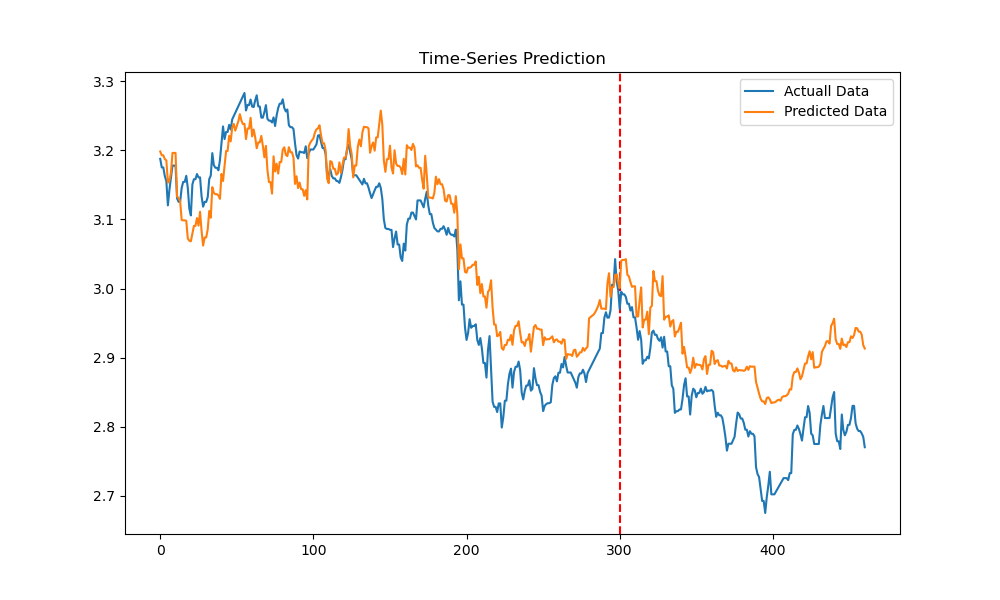 Time-Series Prediction
Actuall Data
Predicted Data
3.3
3.2
3.1
3.0
2.9
2.8
2.7
0 100 200 300 400